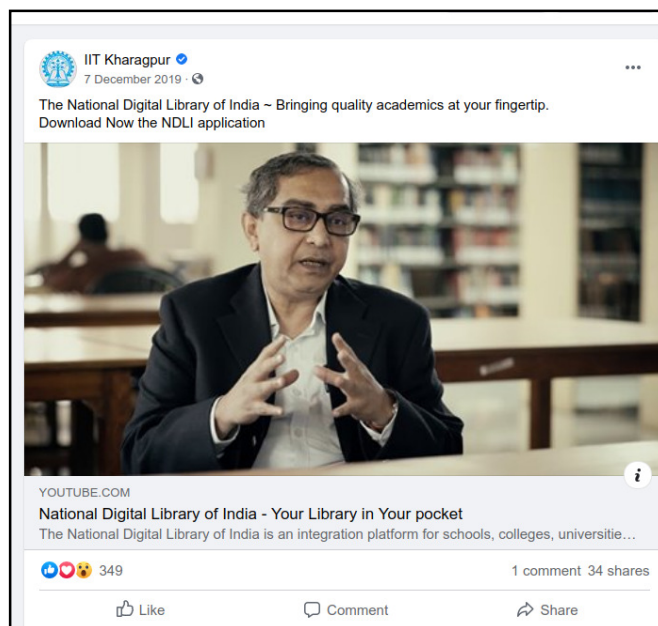 IIT Kharagpur
7 December 2019 ·
The National Digital Library of India ~ Bringing quality academics at your fingertip.
Download Now the NDLI application
i
YOUTUBE.COM
National Digital Library of India - Your Library in Your pocket
The National Digital Library of India is an integration platform for schools, colleges, universitie…
349
1 comment 34 shares
Like Comment Share